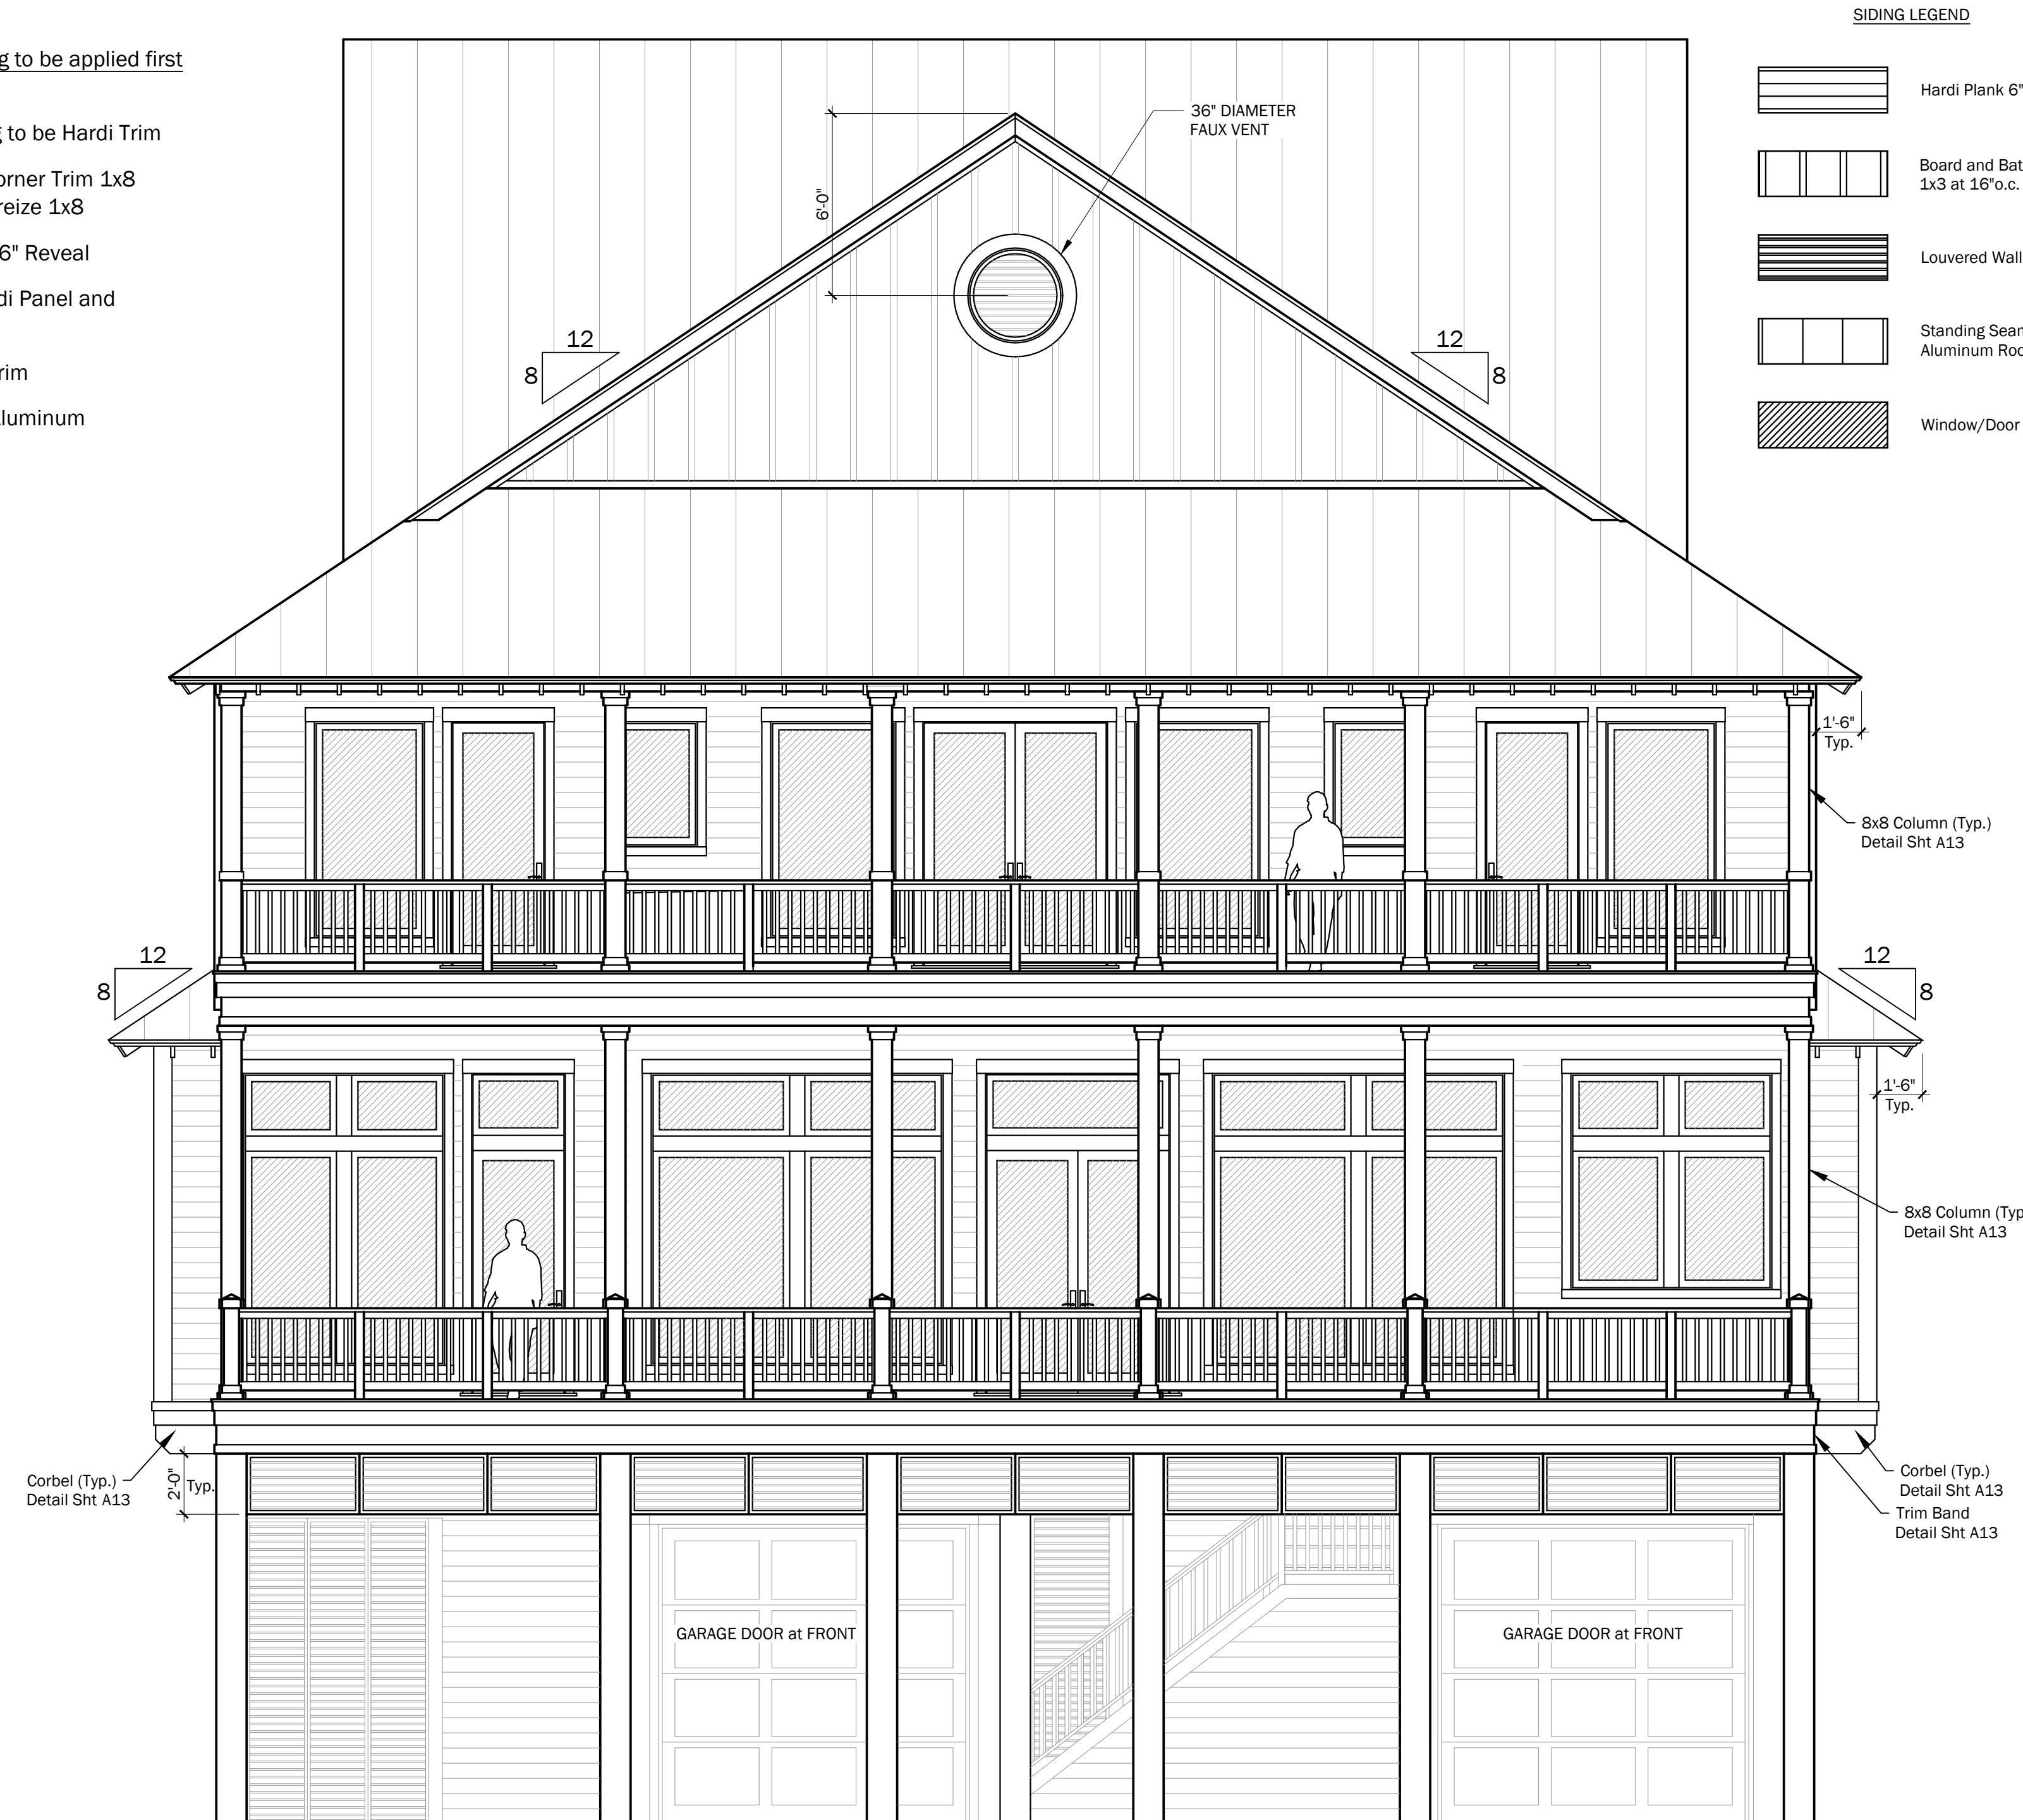 g to be applied first
g to be Hardi Trim
orner Trim 1x8
reize 1x8
6" Reveal
di Panel and
rim
Aluminum
SIDING LEGEND
Hardi Plank 6"
Board and Bat
1x3 at 16"o.c.
Louvered Wall
Standing Sear
Aluminum Roo
Window/Door
36" DIAMETER
FAUX VENT
6'-0"
12
8
12
8
1'-6"
Typ.
8x8 Column (Typ.)
Detail Sht A13
12
8
12
8
1'-6"
Typ.
8x8 Column (Typ
Detail Sht A13
Corbel (Typ.)
Detail Sht A13
2'-0"
Typ.
Corbel (Typ.)
Detail Sht A13
Trim Band
Detail Sht A13
GARAGE DOOR at FRONT
GARAGE DOOR at FRONT